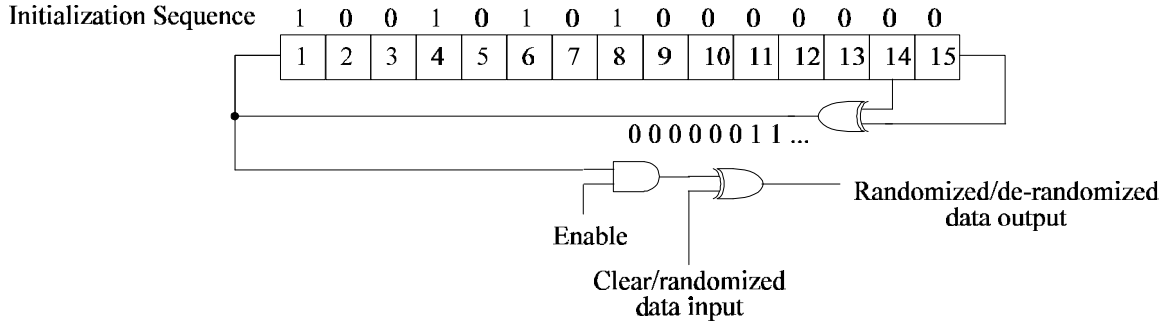 Initialization Sequence 1 0 0 1 0 1 0 1 0 0 0 0 0 0 0
1 2 3 4 5 6 7 8 9 10 11 12 13 14 15
0 0 0 0 0 0 1 1 ...
Randomized/de-randomized
data output
Enable
Clear/randomized
data input